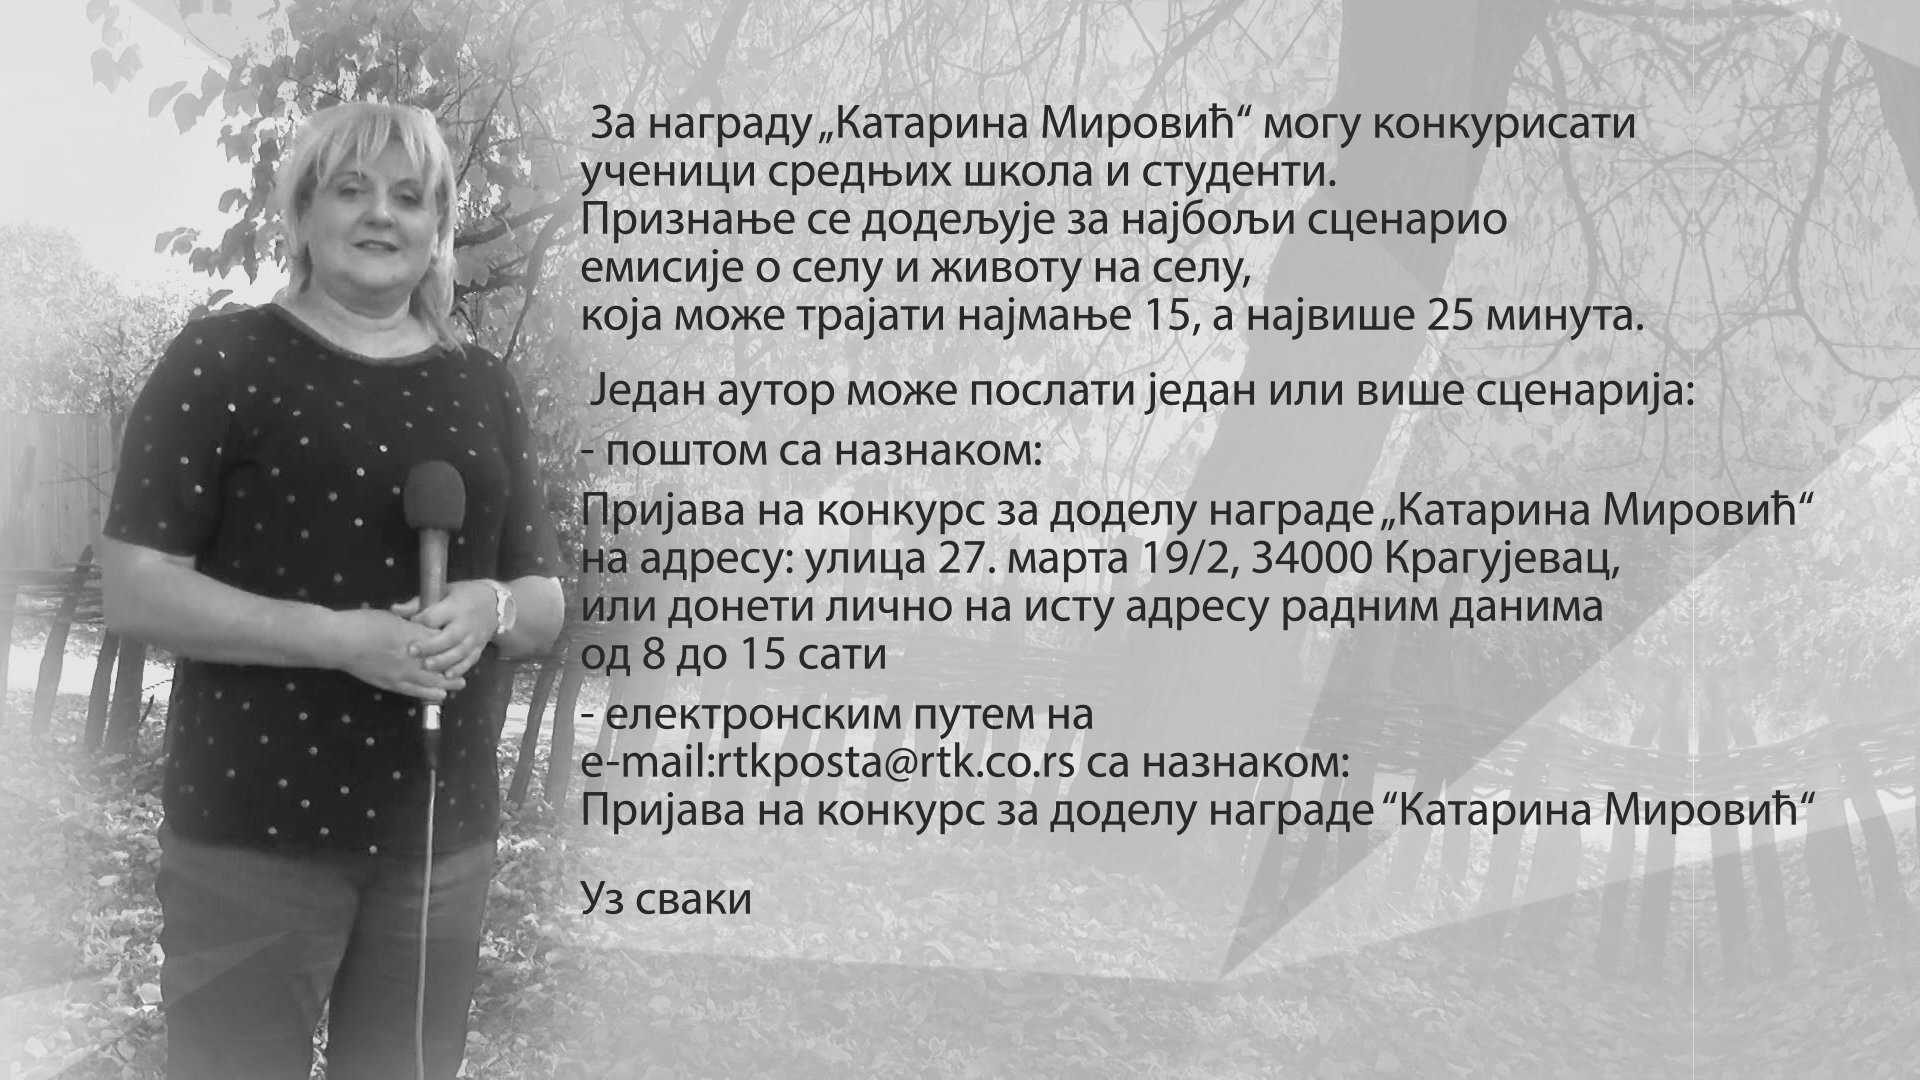 За награду „Катарина Мировић“ могу конкурисати
ученици средњих школа и студенти.
Признање се додељује за најбољи сценарио
емисије о селу и животу на селу,
која може трајати најмање 15, а највише 25 минута.
Један аутор може послати један или више сценарија:
- поштом са назнаком:
Пријава на конкурс за доделу награде „Катарина Мировић“
на адресу: улица 27. марта 19/2, 34000 Крагујевац,
или донети лично на исту адресу радним данима
од 8 до 15 сати
- електронским путем на
e-mail:rtkposta@rtk.co.rs са назнаком:
Пријава на конкурс за доделу награде “Катарина Мировић“
Уз сваки